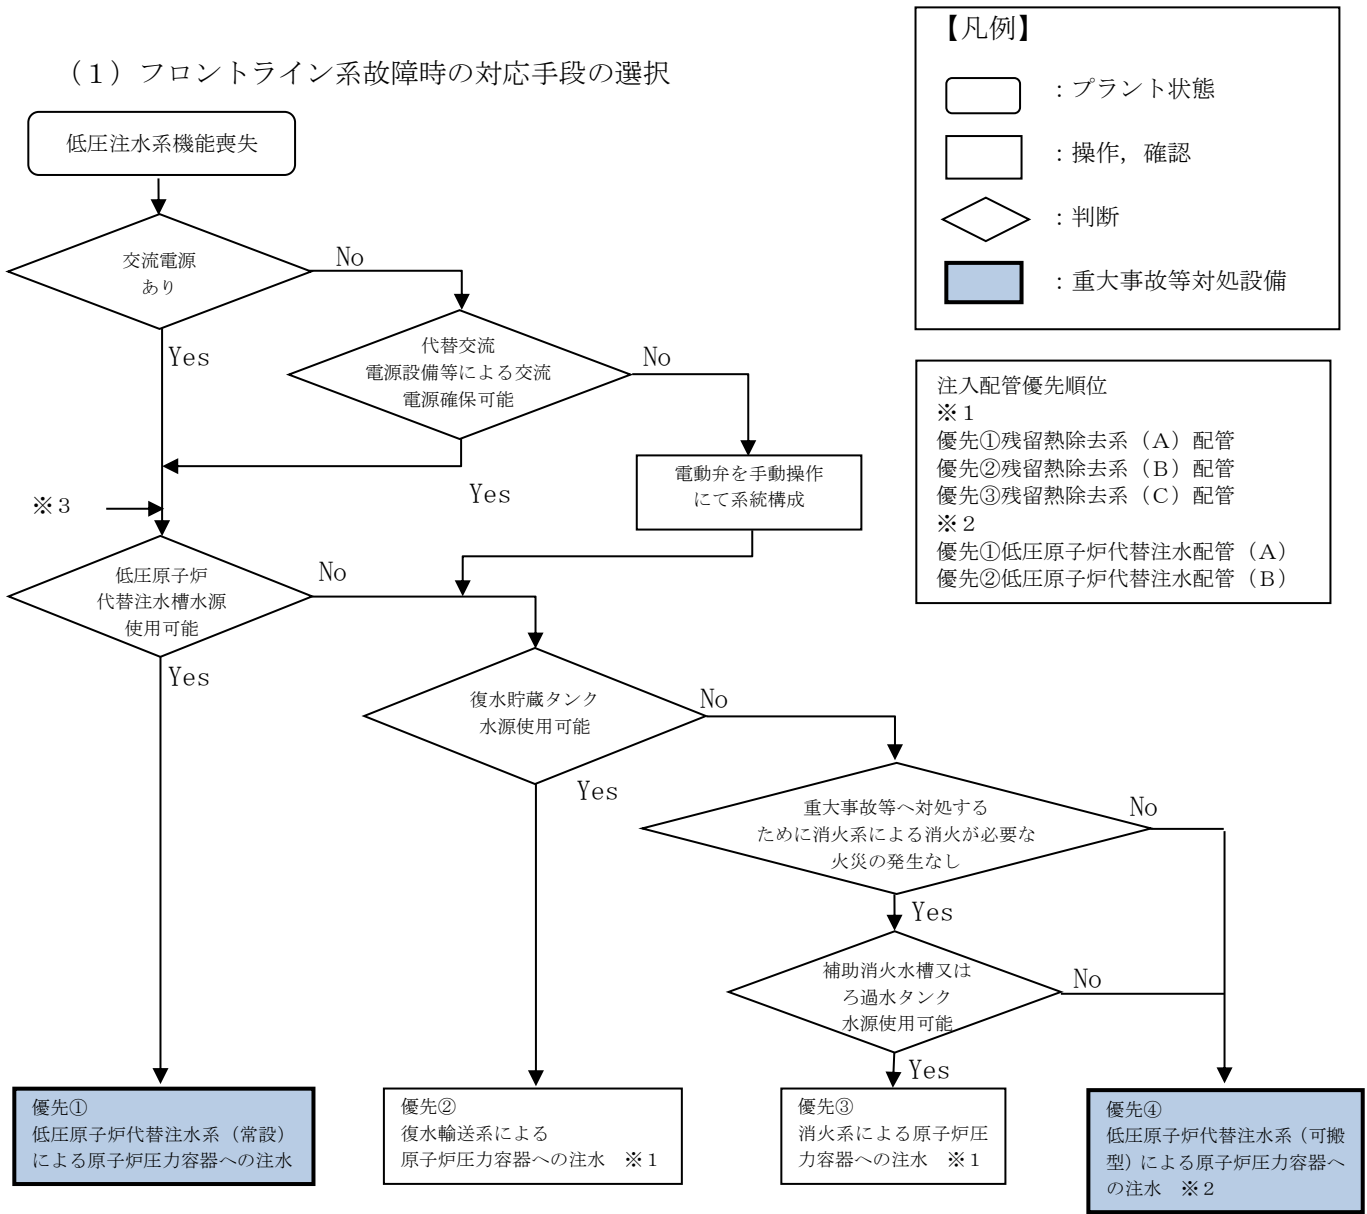 （１）フロントライン系故障時の対応手段の選択
【凡例】
：プラント状態
：操作，確認
：判断
：重大事故等対処設備
低圧注水系機能喪失
交流電源
あり
No
Yes
代替交流
電源設備等による交流
電源確保可能
No
Yes
電動弁を手動操作
にて系統構成
注入配管優先順位
※１
優先①残留熱除去系（Ａ）配管
優先②残留熱除去系（Ｂ）配管
優先③残留熱除去系（Ｃ）配管
※２
優先①低圧原子炉代替注水配管（Ａ）
優先②低圧原子炉代替注水配管（Ｂ）
※３
低圧原子炉
代替注水槽水源
使用可能
No
Yes
復水貯蔵タンク
水源使用可能
No
Yes
重大事故等へ対処する
ために消火系による消火が必要な
火災の発生なし
No
Yes
補助消火水槽又は
ろ過水タンク
水源使用可能
No
Yes
優先①
低圧原子炉代替注水系（常設）
による原子炉圧力容器への注水
優先②
復水輸送系による
原子炉圧力容器への注水　※１
優先③
消火系による原子炉圧
力容器への注水　※１
優先④
低圧原子炉代替注水系（可搬
型）による原子炉圧力容器へ
の注水　※２